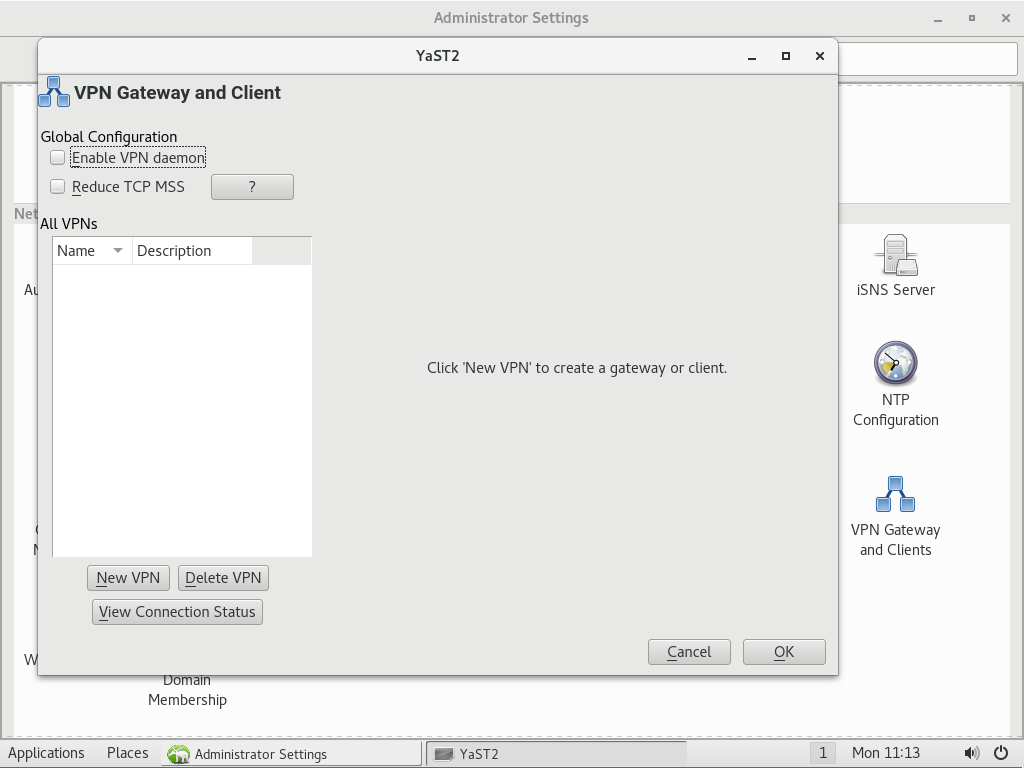 Administrator Settings
YaST2
VPN Gateway and Client
Global Configuration
Enable VPN daemon
Reduce TCP MSS
?
All VPNs
Name Description
Click 'New VPN' to create a gateway or client.
New VPN Delete VPN
View Connection Status
Cancel OK
iSNS Server
NTP
Configuration
VPN Gateway
and Clients
Domain
Membership
Applications Places Administrator Settings YaST2 1 Mon 11:13